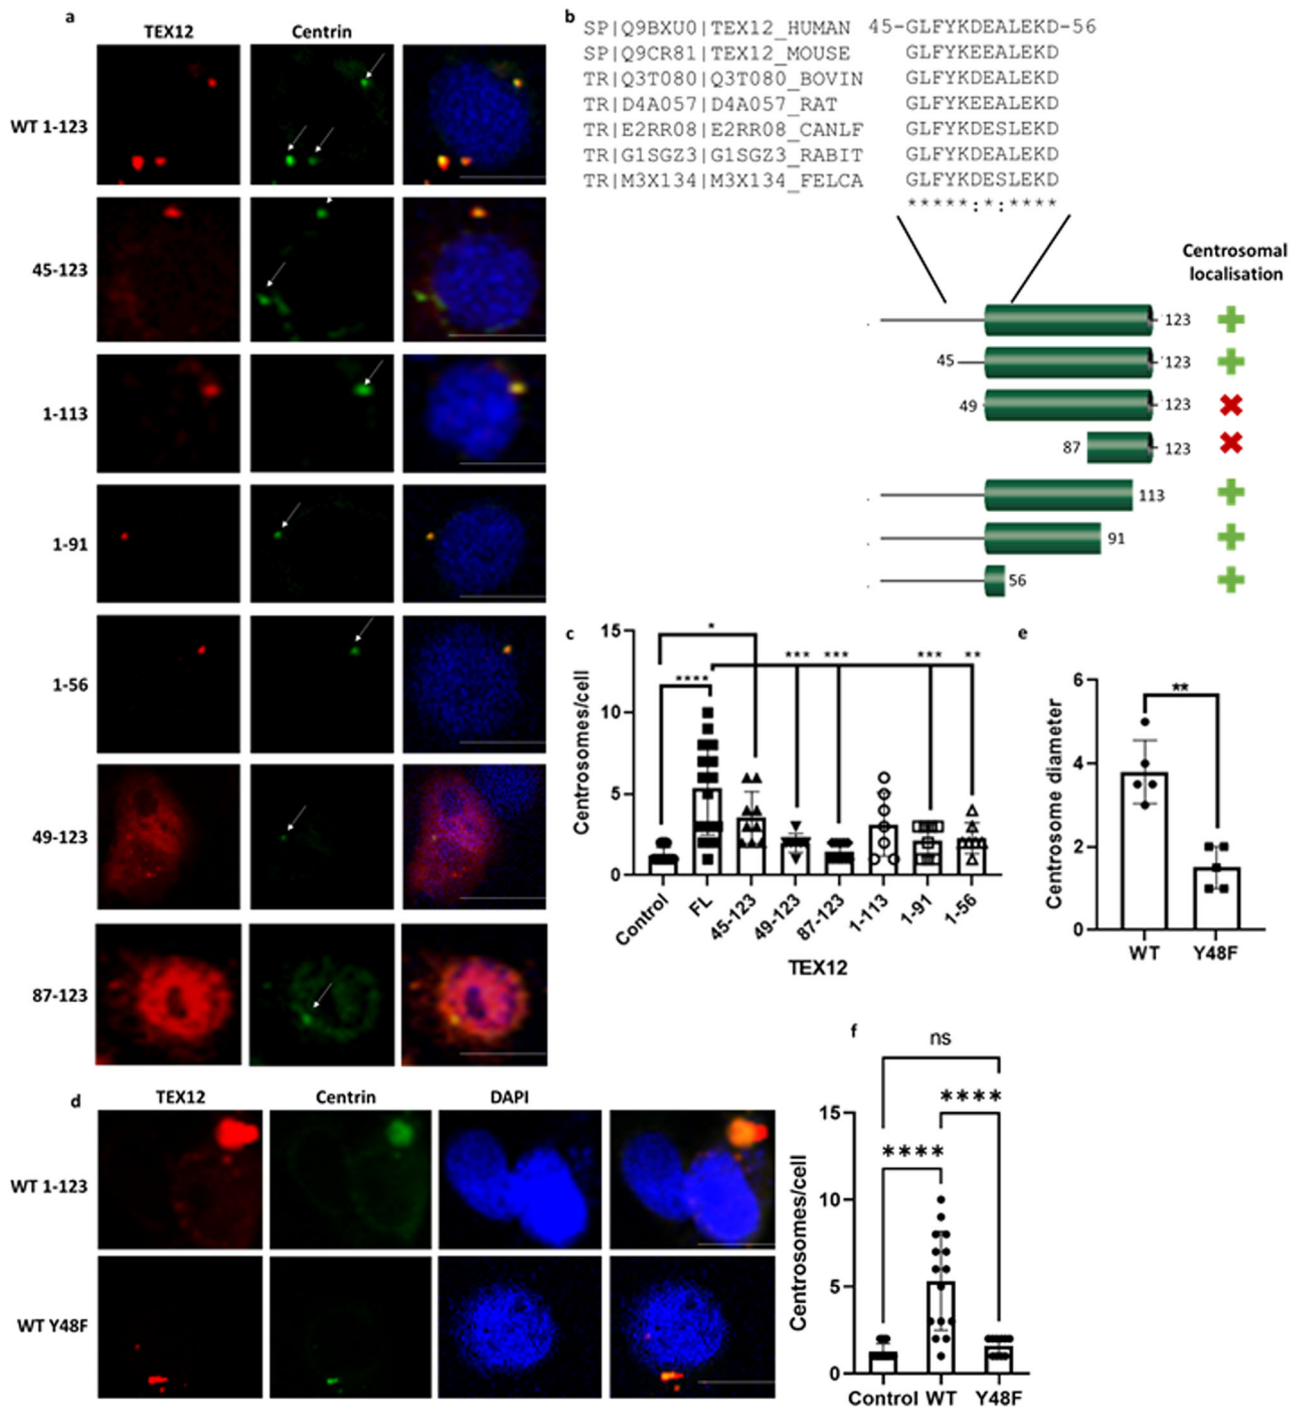 a
TEX12
Centrin
WT 1-123
45-123
1-113
1-91
1-56
49-123
87-123
b
SP|Q9BXU0|TEX12_HUMAN 45-GLFYKDEALEKD-56
SP|Q9CR81|TEX12_MOUSE GLFYKEEALEKD
TR|Q3T080|Q3T080_BOVIN GLFYKDEALEKD
TR|D4A057|D4A057_RAT GLFYKEEALEKD
TR|E2RR08|E2RR08_CANLF GLFYKDESLEKD
TR|G1SGZ3|G1SGZ3_RABIT GLFYKDEALEKD
TR|M3X134|M3X134_FELCA GLFYKDESLEKD
*****:*:****
Centrosomal
localisation
123
45
123
49
123
87
123
113
91
56
c
Centrosomes/cell
15
10
5
0
*
****
***
***
***
**
Control
FL
45-123
49-123
87-123
1-113
1-91
1-56
TEX12
e
Centrosome diameter
6
4
2
0
**
WT
Y48F
d
TEX12
Centrin
DAPI
WT 1-123
WT Y48F
f
Centrosomes/cell
15
10
5
0
ns
****
****
Control
WT
Y48F